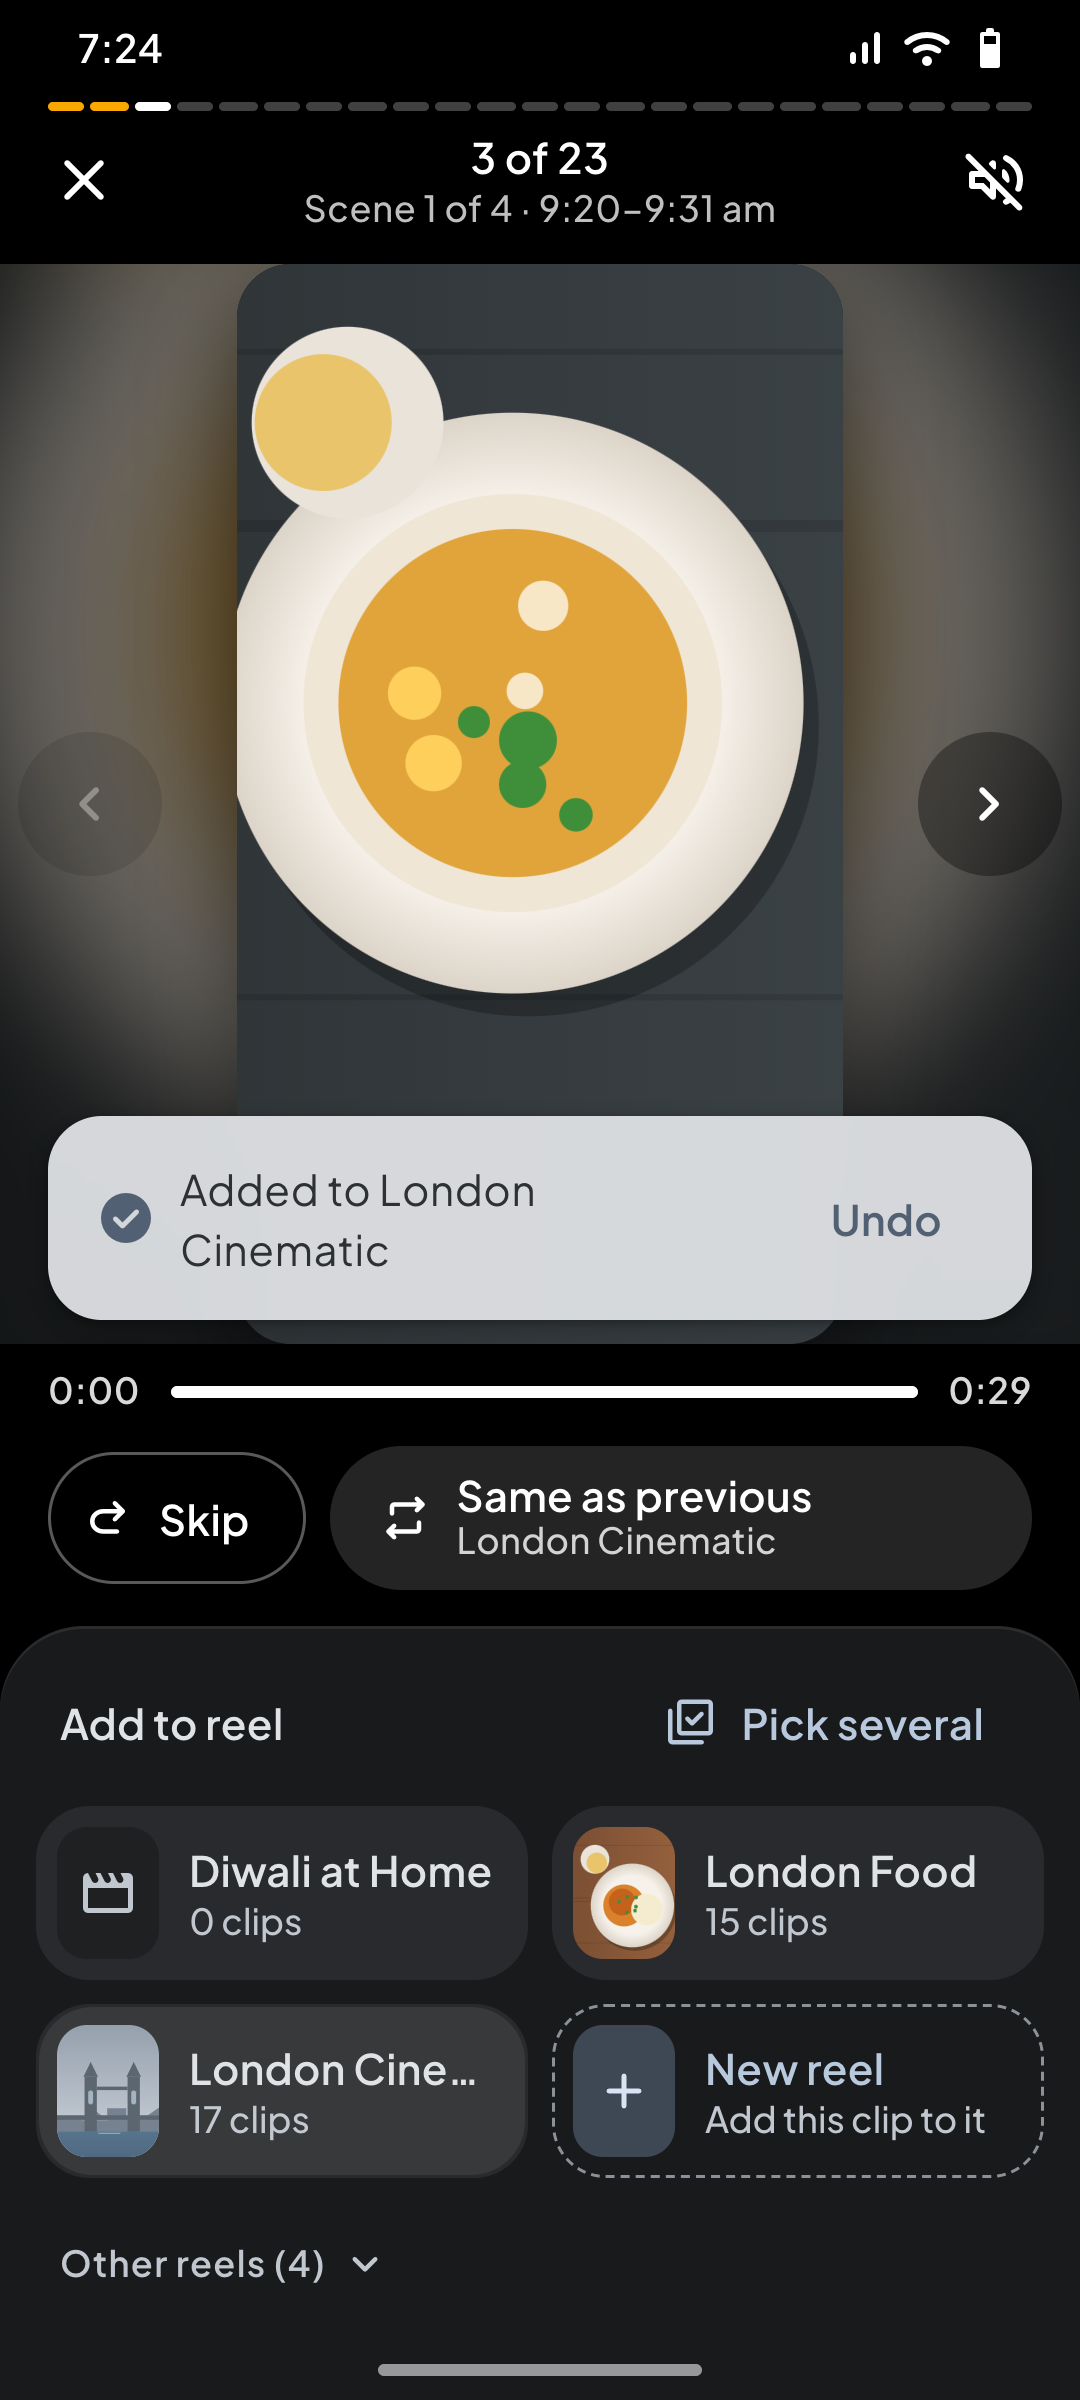 7:24
3 of 23
Scene 1 of 4 · 9:20–9:31 am
Added to London
Cinematic
Undo
0:00
0:29
Skip
Same as previous
London Cinematic
Add to reel
Pick several
Diwali at Home
0 clips
London Food
15 clips
London Cine…
17 clips
New reel
Add this clip to it
Other reels (4)